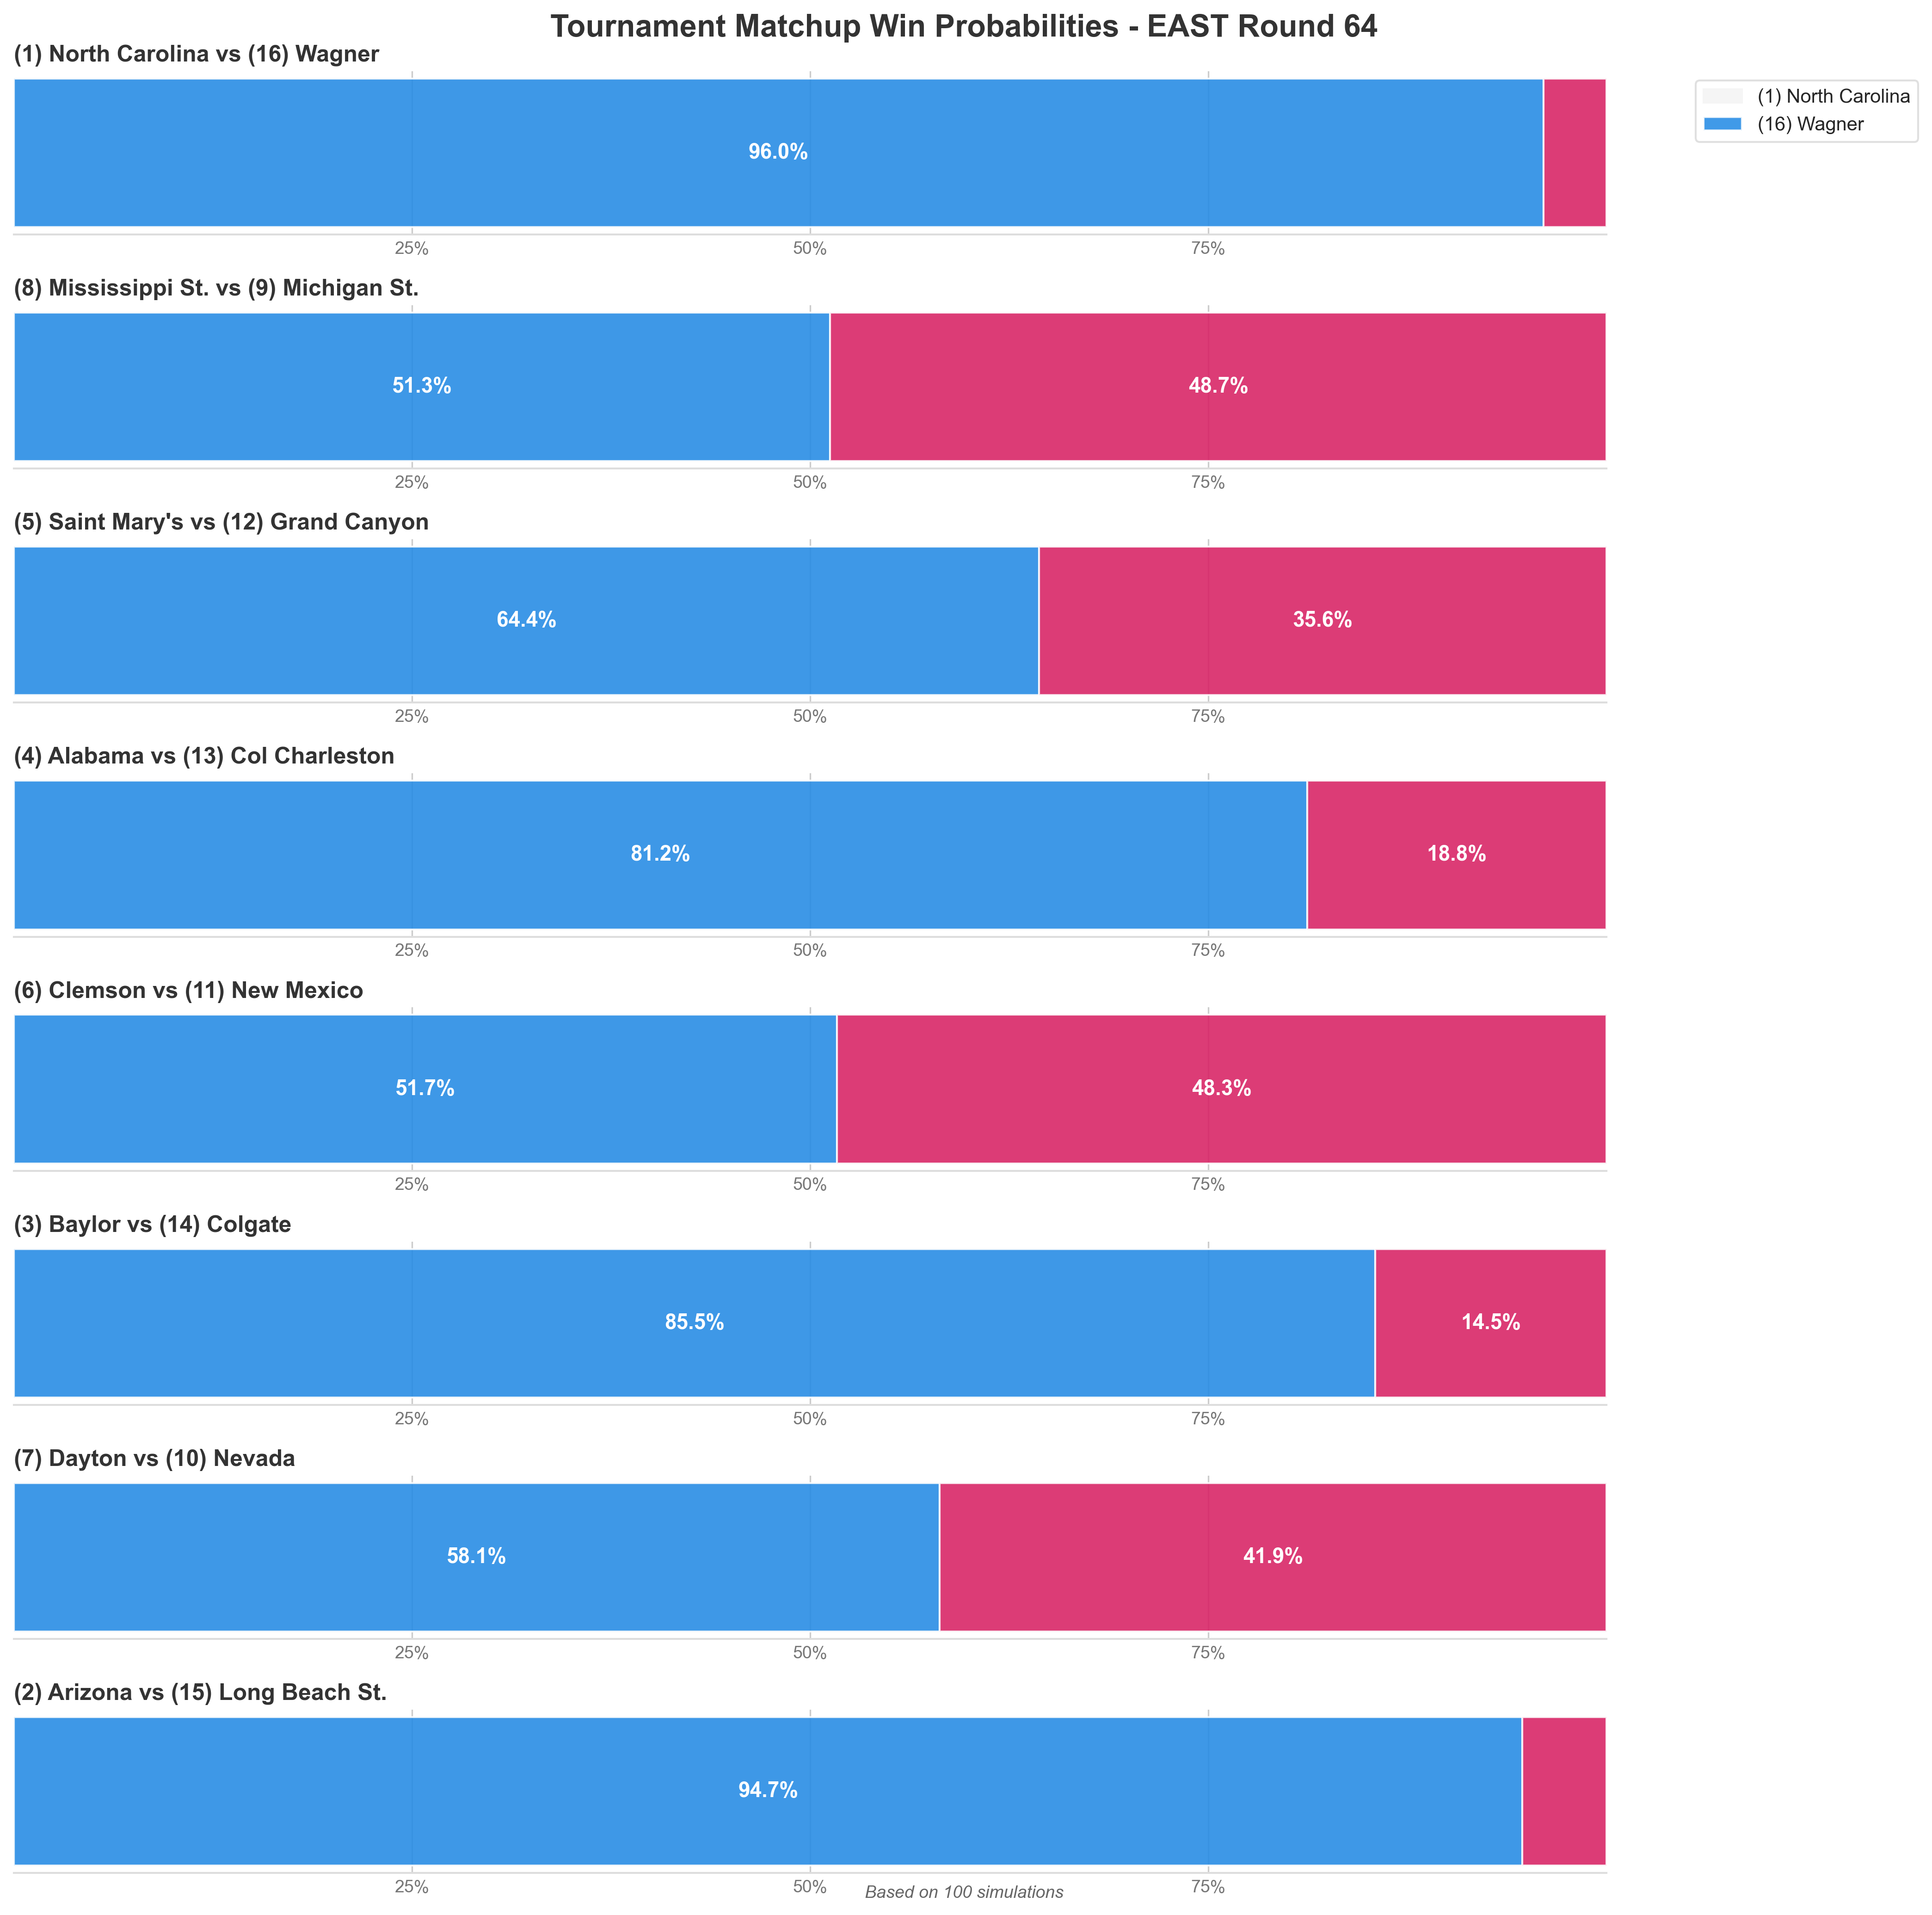 Tournament Matchup Win Probabilities - EAST Round 64
(1) North Carolina vs (16) Wagner
(1) North Carolina
(16) Wagner
96.0%
25% 50% 75%
(8) Mississippi St. vs (9) Michigan St.
51.3% 48.7%
25% 50% 75%
(5) Saint Mary's vs (12) Grand Canyon
64.4% 35.6%
25% 50% 75%
(4) Alabama vs (13) Col Charleston
81.2% 18.8%
25% 50% 75%
(6) Clemson vs (11) New Mexico
51.7% 48.3%
25% 50% 75%
(3) Baylor vs (14) Colgate
85.5% 14.5%
25% 50% 75%
(7) Dayton vs (10) Nevada
58.1% 41.9%
25% 50% 75%
(2) Arizona vs (15) Long Beach St.
94.7%
25% 50% 75%
Based on 100 simulations